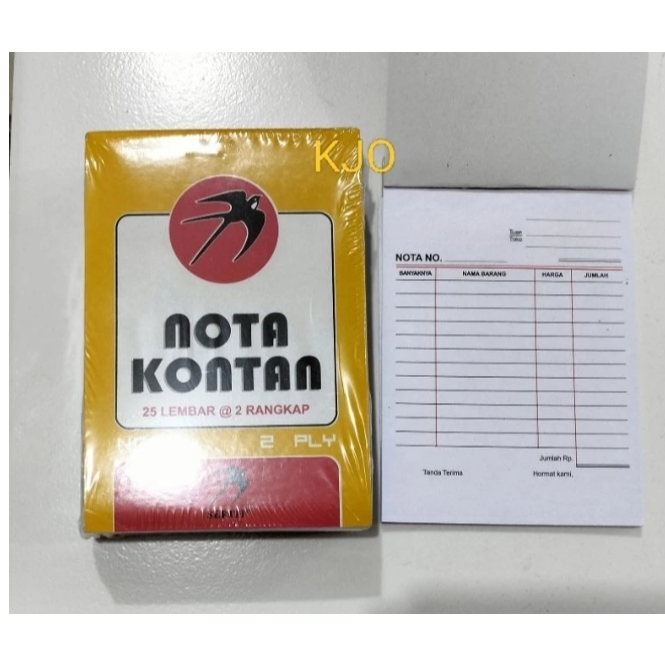 KJO
NOTA
KONTAN
25 LEMBAR @ 2 RANGKAP
2 PLY
Tuan
Toko
NOTA NO.
BANYAKNYA NAMA BARANG HARGA JUMLAH
Jumlah Rp.
Tanda Terima Hormat kami,